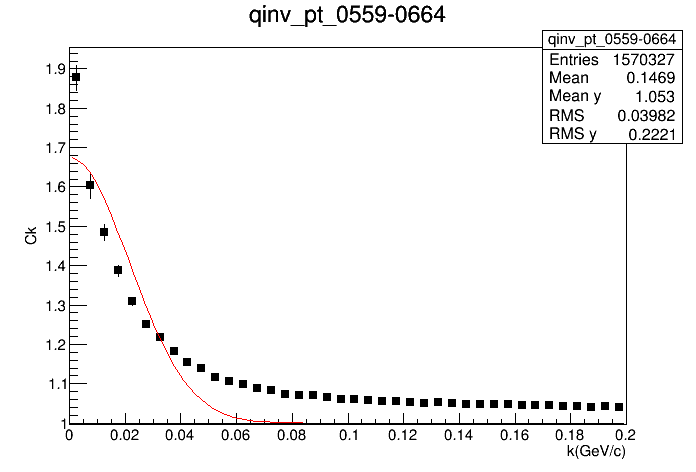 qinv_pt_0559-0664
qinv_pt_0559-0664
Entries 1570327
Mean 0.1469
Mean y 1.053
RMS 0.03982
RMS y 0.2221
Ck
1.9
1.8
1.7
1.6
1.5
1.4
1.3
1.2
1.1
1
0 0.02 0.04 0.06 0.08 0.1 0.12 0.14 0.16 0.18 0.2
k(GeV/c)